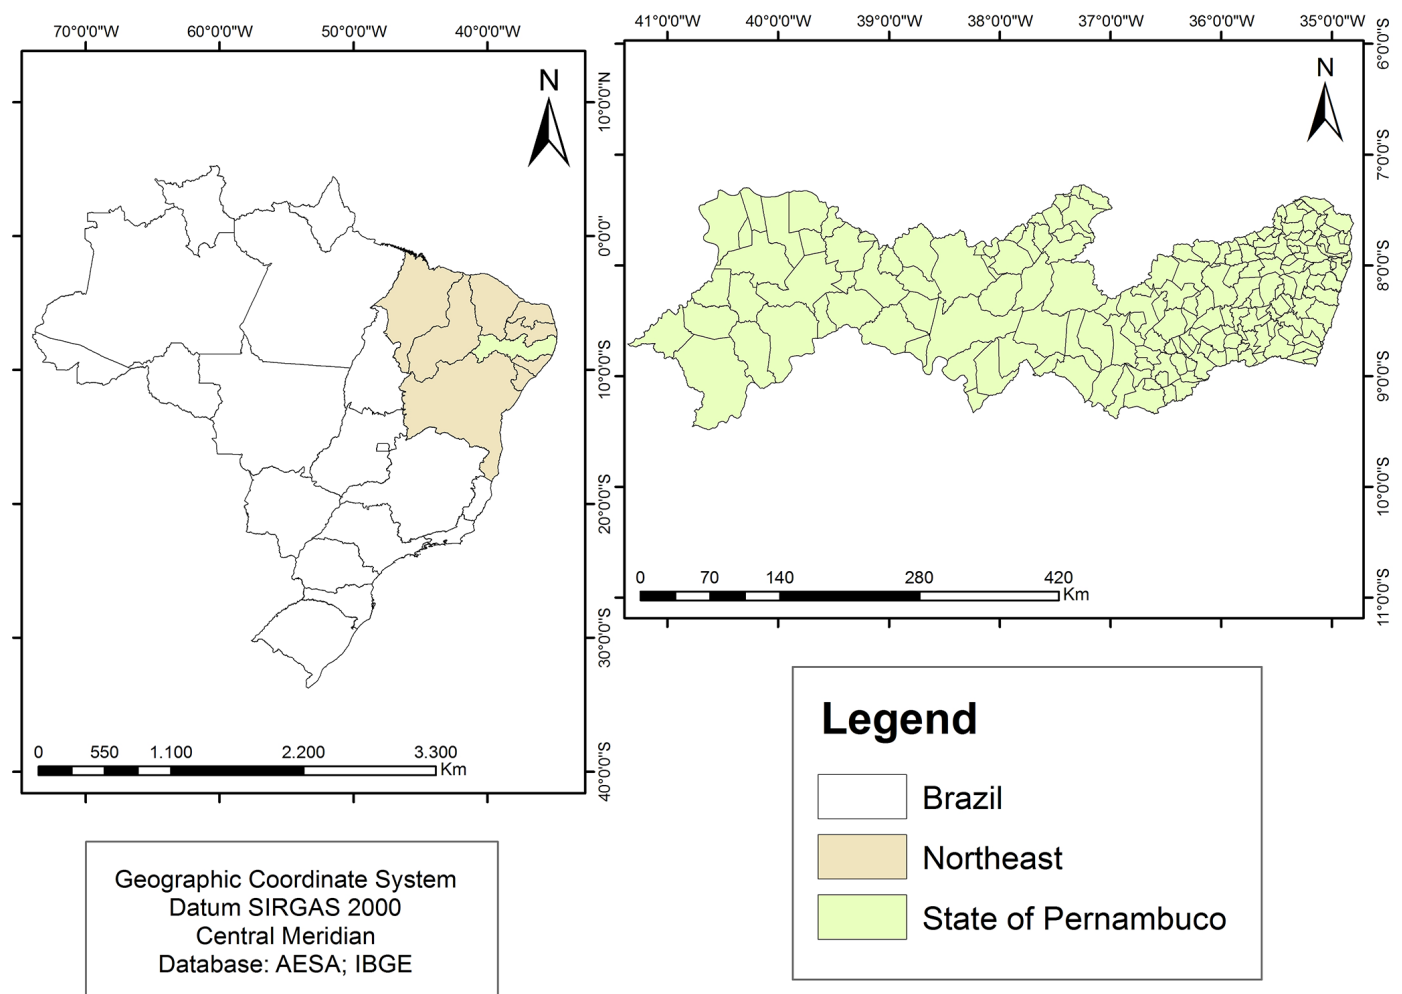 70°0'0"W 60°0'0"W 50°0'0"W 40°0'0"W
N
10°0'0"N
0°0'0"
10°0'0"S
20°0'0"S
30°0'0"S
40°0'0"S
0 550 1.100 2.200 3.300
Km
41°0'0"W 40°0'0"W 39°0'0"W 38°0'0"W 37°0'0"W 36°0'0"W 35°0'0"W
N
6°0'0"S
7°0'0"S
8°0'0"S
9°0'0"S
10°0'0"S
11°0'0"S
0 70 140 280 420
Km
Geographic Coordinate System
Datum SIRGAS 2000
Central Meridian
Database: AESA; IBGE
Legend
Brazil
Northeast
State of Pernambuco